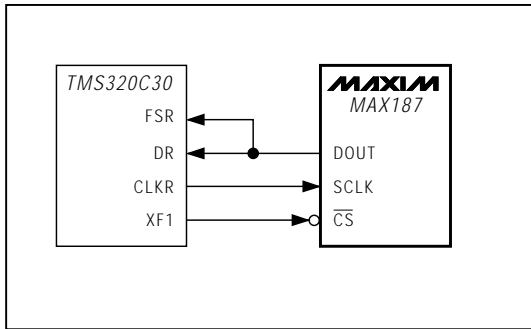 TMS320C30
FSR
DR
CLKR
XF1
MAXIM
MAX187
DOUT
SCLK
CS